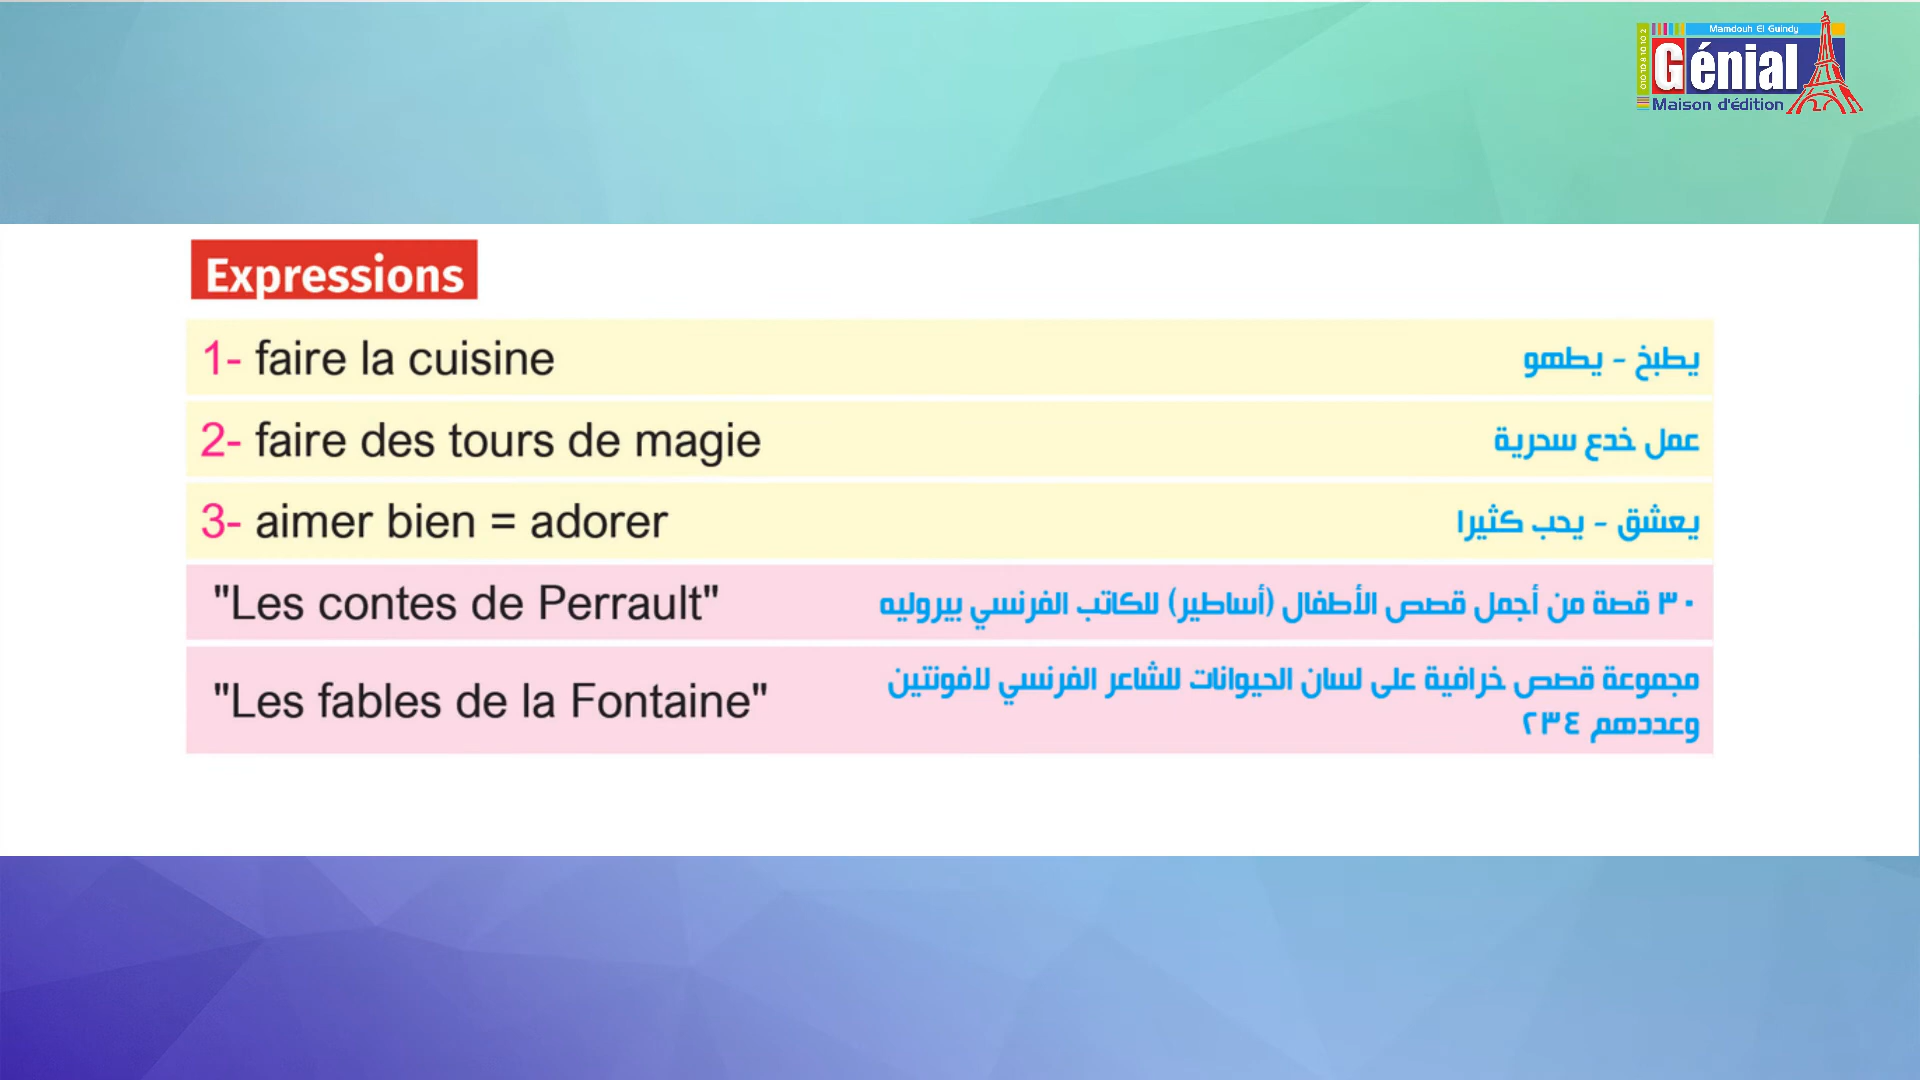 Mamdouh El Guindy
01010810102
Génial
Maison d'édition
Expressions
1- faire la cuisine
يطبخ - يطهو
2- faire des tours de magie
عمل خدع سحرية
3- aimer bien = adorer
يعشق - يحب كثيرا
"Les contes de Perrault"
٣٠ قصة من أجمل قصص الأطفال (أساطير) للكاتب الفرنسي بيروليه
"Les fables de la Fontaine"
مجموعة قصص خرافية على لسان الحيوانات للشاعر الفرنسي لافونتين
وعددهم ٢٣٤